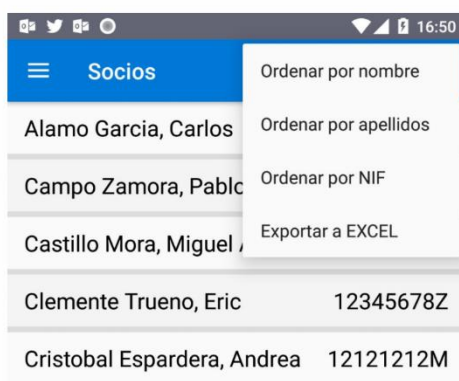 16:50
Socios
Ordenar por nombre
Ordenar por apellidos
Ordenar por NIF
Exportar a EXCEL
Alamo Garcia, Carlos
Campo Zamora, Pablo
Castillo Mora, Miguel
Clemente Trueno, Eric 12345678Z
Cristobal Espardera, Andrea 12121212M